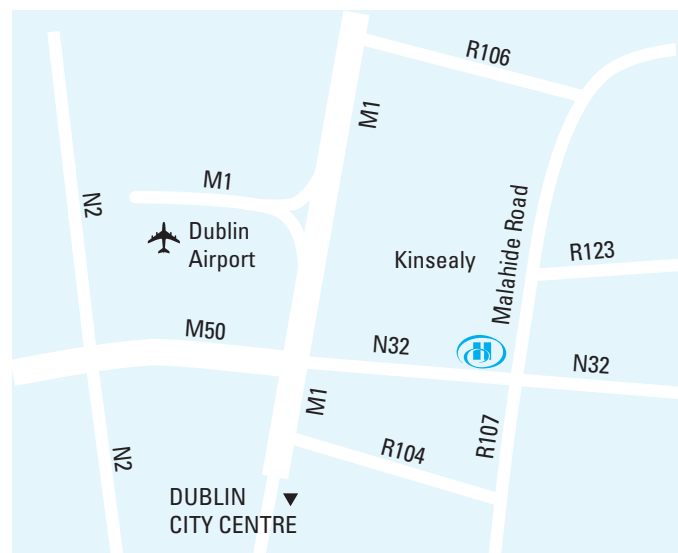 R106
M1
M1
N2
Dublin
Airport
Malahide Road
Kinsealy
R123
M50
N32
H
N32
M1
R107
R104
N2
DUBLIN
CITY CENTRE